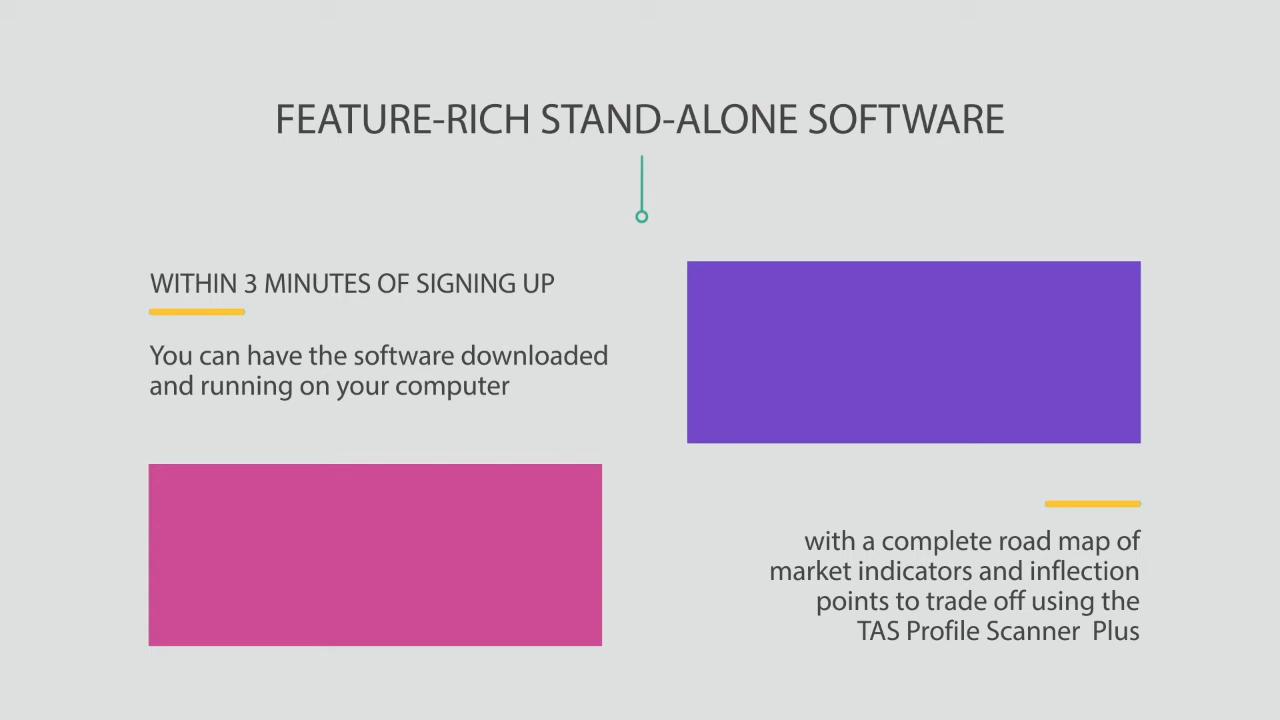 FEATURE-RICH STAND-ALONE SOFTWARE
WITHIN 3 MINUTES OF SIGNING UP
You can have the software downloaded
and running on your computer
with a complete road map of
market indicators and inflection
points to trade off using the
TAS Profile Scanner  Plus